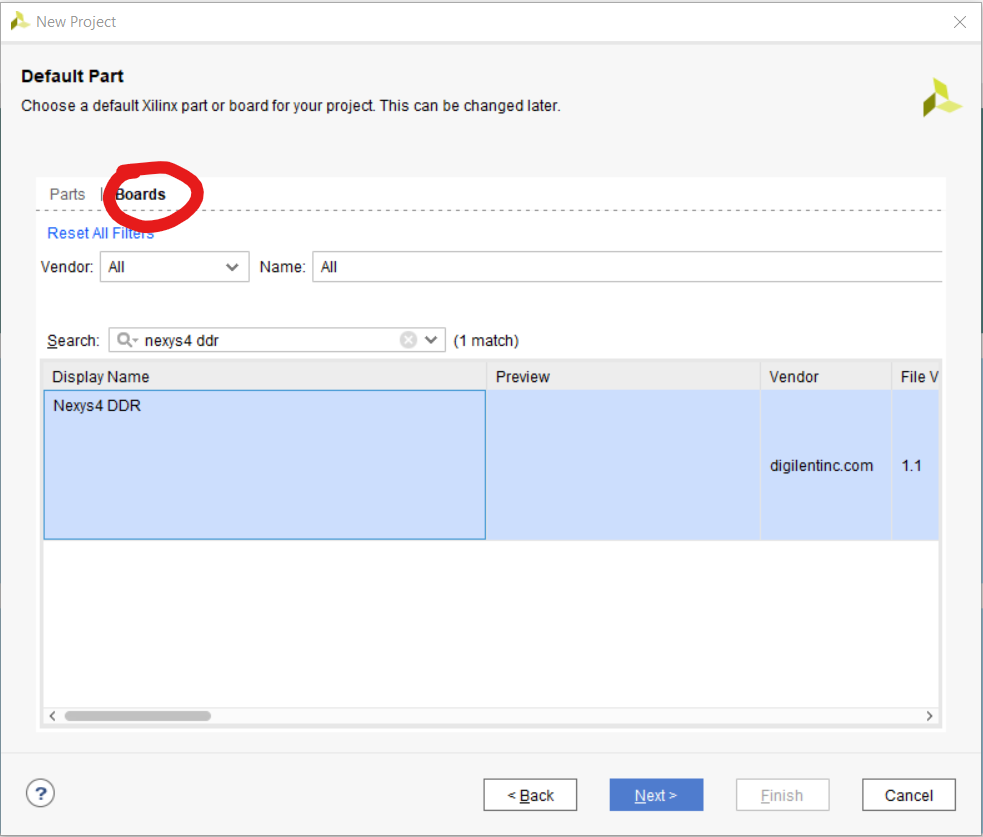 New Project
Default Part
Choose a default Xilinx part or board for your project. This can be changed later.
Parts | Boards
Reset All Filters
Vendor: All Name: All
Search: nexys4 ddr (1 match)
Display Name Preview Vendor File V
Nexys4 DDR
digilentinc.com 1.1
? < Back Next > Finish Cancel